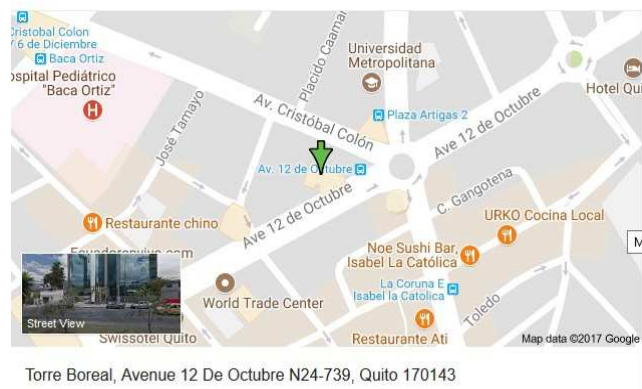 Cristobal Colon
Y 6 de Diciembre
Baca Ortiz
Hospital Pediátrico
"Baca Ortiz"
H
José Tamayo
Placido Caamañ
Av. Cristóbal Colón
Universidad
Metropolitana
Plaza Artigas 2
Ave 12 de Octubre
Hotel Qui
Av. 12 de Octubre
Ave 12 de Octubre
C. Gangotena
URKO Cocina Local
M
Restaurante chino
Noe Sushi Bar,
Isabel La Católica
La Coruna E
Isabel la Catolica
Toledo
World Trade Center
Street View
Swissotel Quito
Restaurante Ati
Map data ©2017 Google
Torre Boreal, Avenue 12 De Octubre N24-739, Quito 170143